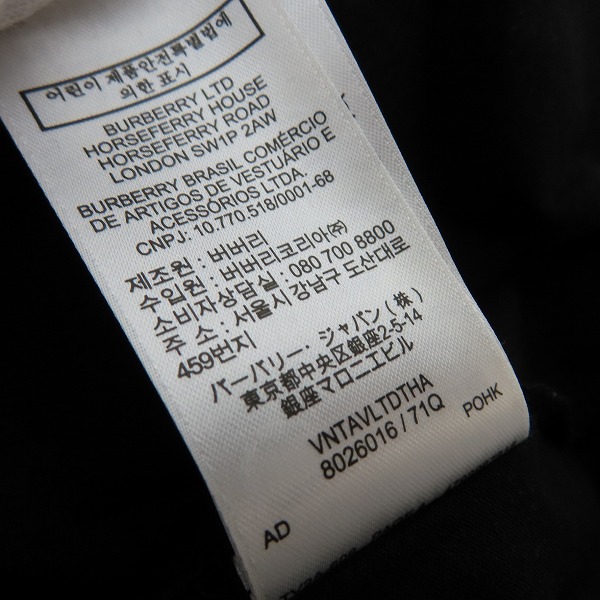 어린이 제품안전특별법에
의한 표시
BURBERRY LTD
HORSEFERRY HOUSE
HORSEFERRY ROAD
LONDON SW1P 2AW
BURBERRY BRASIL COMÉRCIO
DE ARTIGOS DE VESTUÁRIO E
ACESSÓRIOS LTDA.
CNPJ: 10.770.518/0001-68
제조원 : 버버리
수입원 : 버버리코리아㈜
소비자상담실 : 080 700 8800
주 소 : 서울시 강남구 도산대로
459번지
バーバリー・ジャパン(株)
東京都中央区銀座2-5-14
銀座マロニエビル
VNTAVLTDTHA
8026016 / 71Q
POHK
AD